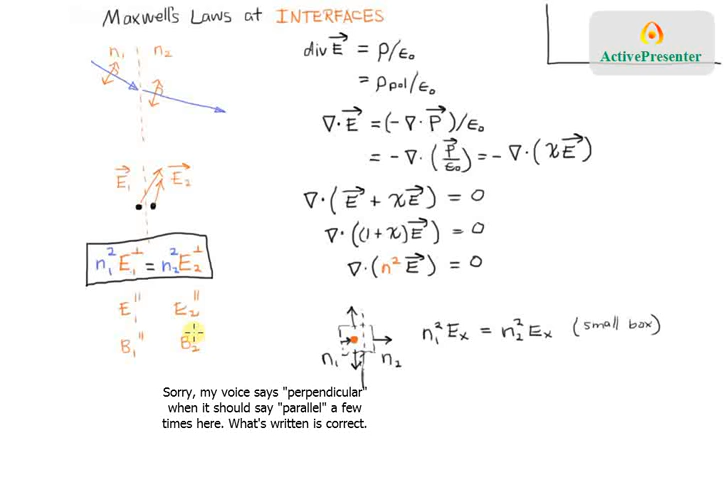 Maxwell's Laws at INTERFACES
ActivePresenter
n₁ n₂
div E⃗ = ρ/ε₀
= ρpol/ε₀
∇·E⃗ = (-∇·P⃗)/ε₀
= -∇·(P⃗/ε₀) = -∇·(χE⃗)
E⃗₁ E⃗₂
∇·(E⃗ + χE⃗) = 0
∇·((1+χ)E⃗) = 0
n₁²E₁⊥ = n₂²E₂⊥
∇·(n²E⃗) = 0
E₁" E₂"
B₁" B₂"
n₁²Eₓ = n₂²Eₓ (small box)
n₁ n₂
Sorry, my voice says "perpendicular"
when it should say "parallel" a few
times here. What's written is correct.